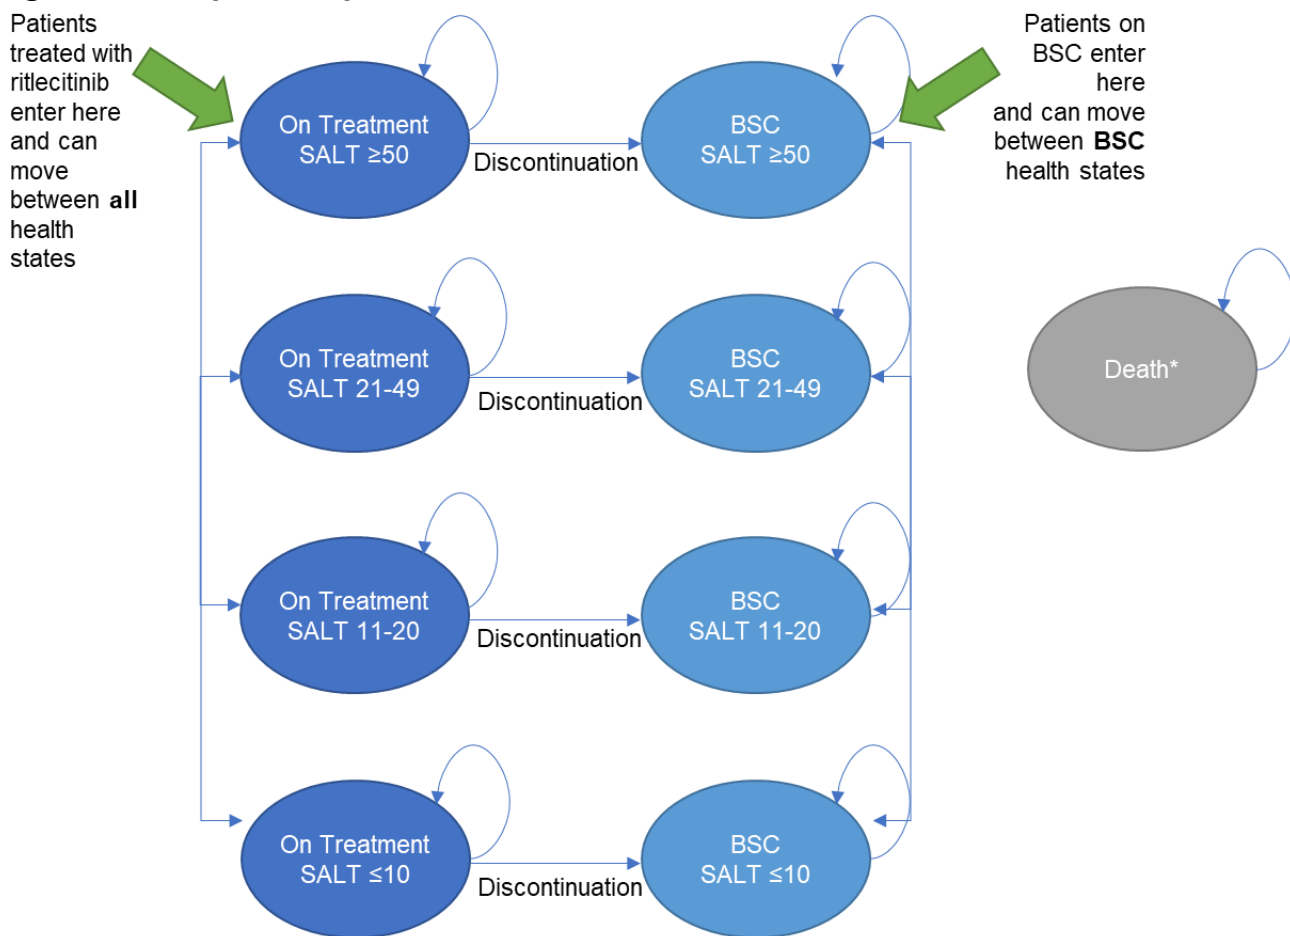 Patients
treated with
ritlecitinib
enter here
and can
move
between all
health
states
Patients on
BSC enter
here
and can move
between BSC
health states
On Treatment
SALT ≥50
Discontinuation
BSC
SALT ≥50
On Treatment
SALT 21-49
Discontinuation
BSC
SALT 21-49
Death*
On Treatment
SALT 11-20
Discontinuation
BSC
SALT 11-20
On Treatment
SALT ≤10
Discontinuation
BSC
SALT ≤10